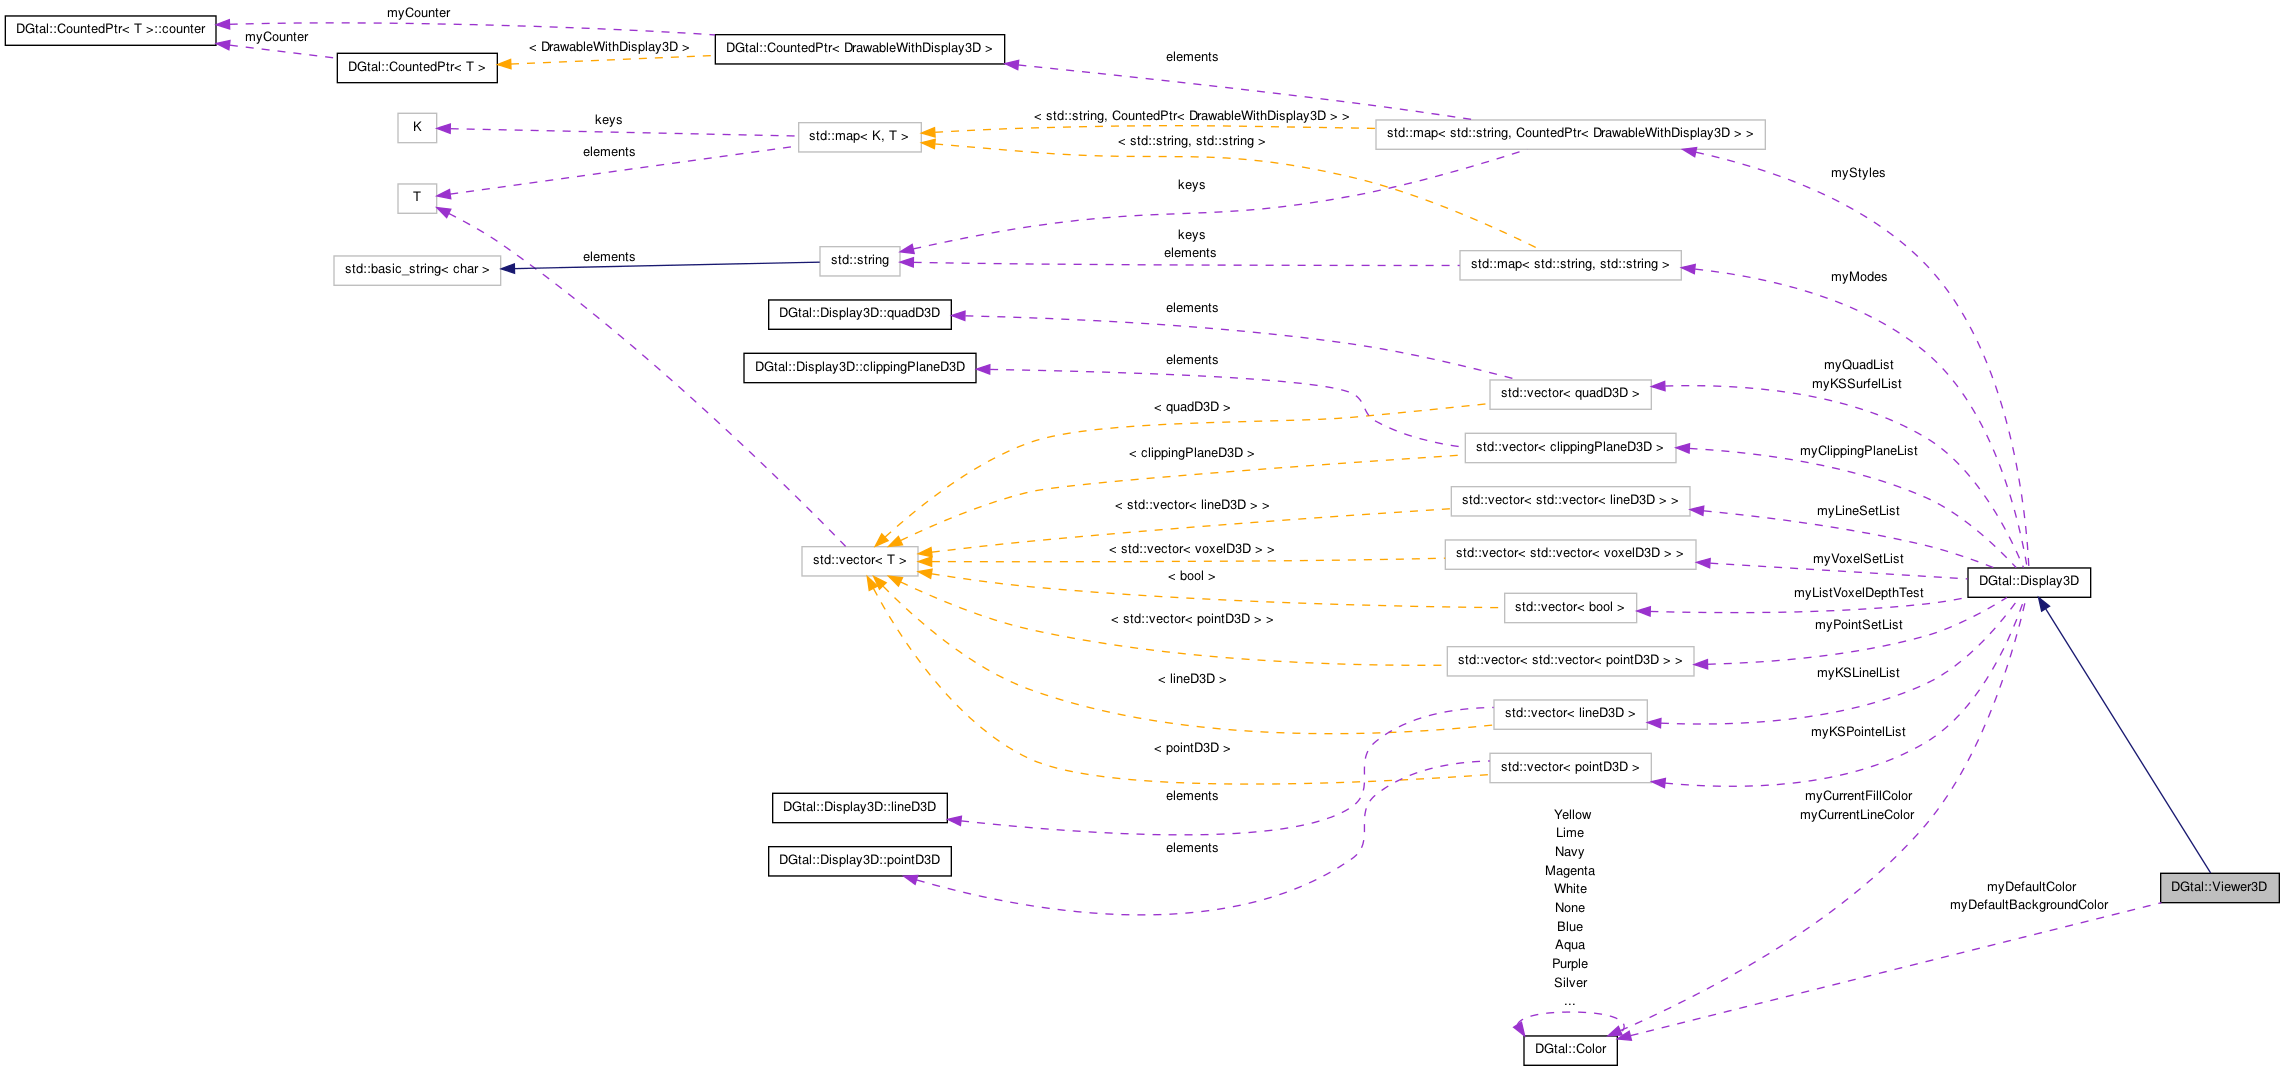 myCounter
DGtal::CountedPtr< T >::counter
myCounter
< DrawableWithDisplay3D >
DGtal::CountedPtr< DrawableWithDisplay3D >
DGtal::CountedPtr< T >
elements
K
keys
std::map< K, T >
< std::string, CountedPtr< DrawableWithDisplay3D > >
std::map< std::string, CountedPtr< DrawableWithDisplay3D > >
< std::string, std::string >
elements
myStyles
T
keys
keys
elements
std::basic_string< char >
elements
std::string
std::map< std::string, std::string >
myModes
DGtal::Display3D::quadD3D
elements
DGtal::Display3D::clippingPlaneD3D
elements
myQuadList
myKSSurfelList
std::vector< quadD3D >
< quadD3D >
std::vector< clippingPlaneD3D >
myClippingPlaneList
< clippingPlaneD3D >
std::vector< std::vector< lineD3D > >
< std::vector< lineD3D > >
myLineSetList
std::vector< T >
< std::vector< voxelD3D > >
std::vector< std::vector< voxelD3D > >
myVoxelSetList
< bool >
DGtal::Display3D
std::vector< bool >
myListVoxelDepthTest
< std::vector< pointD3D > >
myPointSetList
std::vector< std::vector< pointD3D > >
< lineD3D >
myKSLinelList
std::vector< lineD3D >
myKSPointelList
< pointD3D >
std::vector< pointD3D >
DGtal::Display3D::lineD3D
elements
myCurrentFillColor
myCurrentLineColor
DGtal::Display3D::pointD3D
elements
Yellow
Lime
Navy
Magenta
White
None
Blue
Aqua
Purple
Silver
...
DGtal::Viewer3D
myDefaultColor
myDefaultBackgroundColor
DGtal::Color